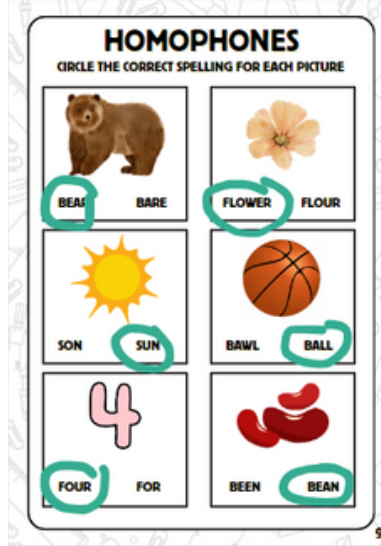 HOMOPHONES
CIRCLE THE CORRECT SPELLING FOR EACH PICTURE
BEAR BARE
FLOWER FLOUR
SON SUN
BAWL BALL
4
FOUR FOR
BEEN BEAN